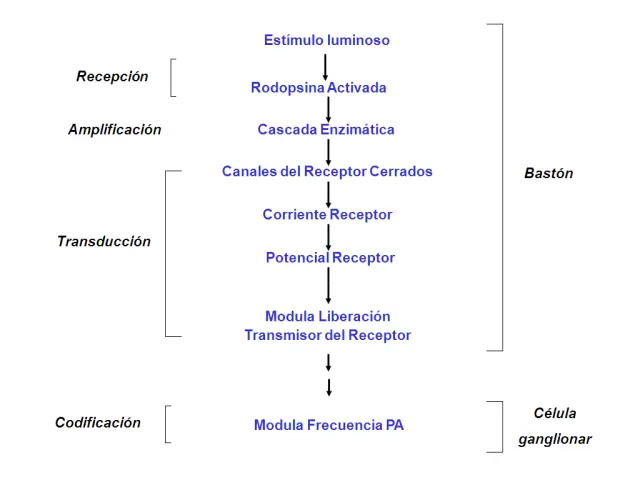 Estimulo luminoso
Recepción
Rodopsina Activada
Amplificación
Cascada Enzimática
Canales del Receptor Cerrados
Bastón
Corriente Receptor
Transducción
Potencial Receptor
Modula Liberación
Transmisor del Receptor
Codificación
Modula Frecuencia PA
Célula
ganglionar